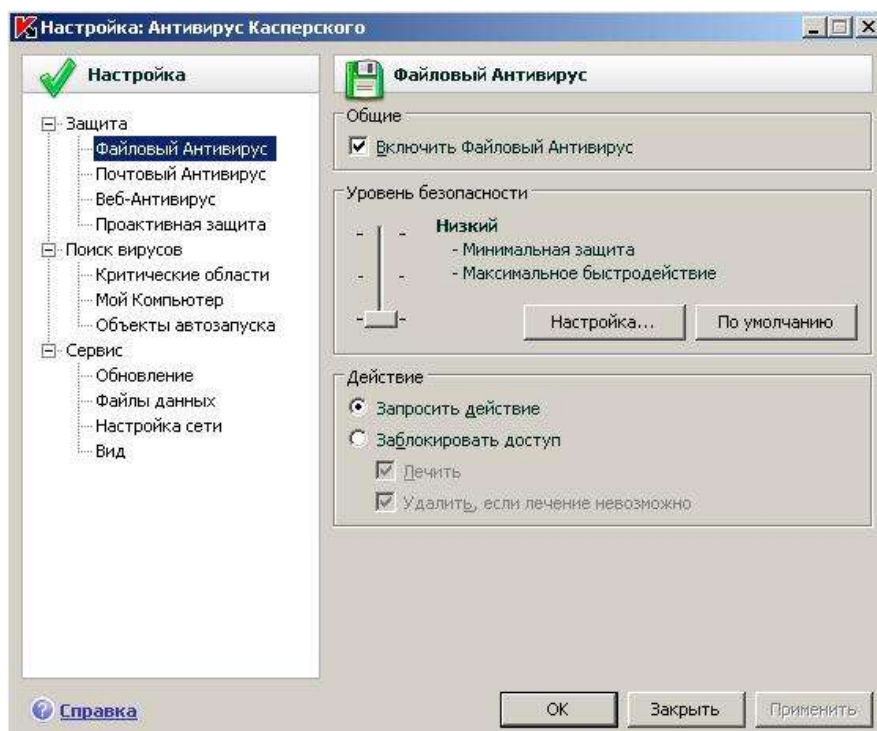 Настройка: Антивирус Касперского
Настройка
Защита
Файловый Антивирус
Почтовый Антивирус
Веб-Антивирус
Проактивная защита
Поиск вирусов
Критические области
Мой Компьютер
Объекты автозапуска
Сервис
Обновление
Файлы данных
Настройка сети
Вид
Файловый Антивирус
Общие
Включить Файловый Антивирус
Уровень безопасности
Низкий
- Минимальная защита
- Максимальное быстродействие
Настройка...
По умолчанию
Действие
Запросить действие
Заблокировать доступ
Лечить
Удалить, если лечение невозможно
Справка
ОК
Закрыть
Применить